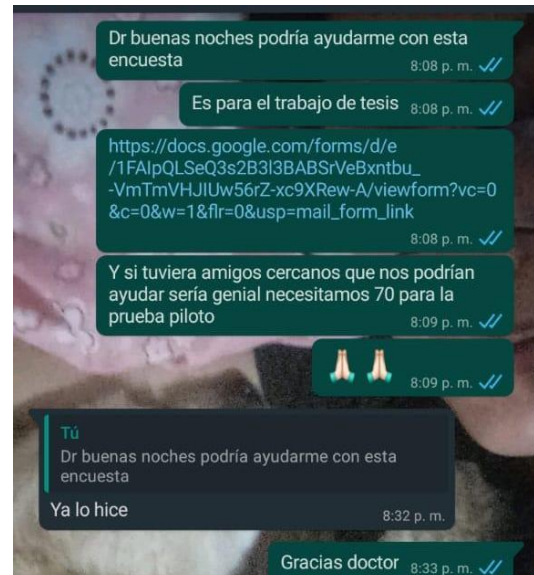 Dr buenas noches podría ayudarme con esta
encuesta
8:08 p. m.
Es para el trabajo de tesis 8:08 p. m.
https://docs.google.com/forms/d/e
/1FAIpQLSeQ3s2B3l3BABSrVeBxntbu_
-VmTmVHJIUw56rZ-xc9XRew-A/viewform?vc=0
&c=0&w=1&flr=0&usp=mail_form_link
8:08 p. m.
Y si tuviera amigos cercanos que nos podrían
ayudar sería genial necesitamos 70 para la
prueba piloto
8:09 p. m.
🙏🏻 🙏🏻
8:09 p. m.
Tú
Dr buenas noches podría ayudarme con esta
encuesta
Ya lo hice
8:32 p. m.
Gracias doctor 8:33 p. m.